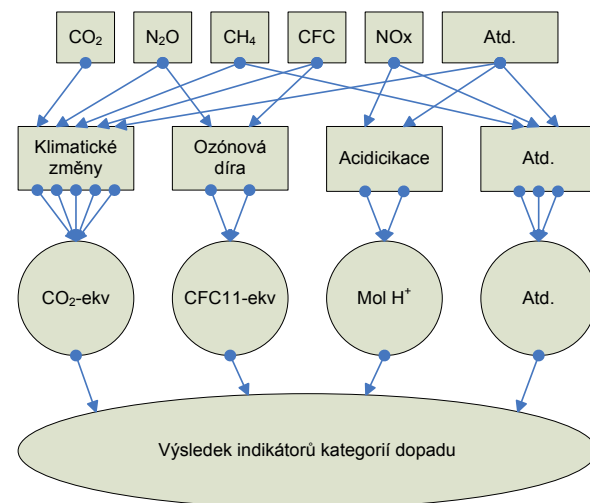 CO₂ N₂O CH₄ CFC NOx Atd.
Klimatické
změny
Ozónová
díra
Acidicikace
Atd.
CO₂-ekv CFC11-ekv Mol H⁺ Atd.
Výsledek indikátorů kategorií dopadu